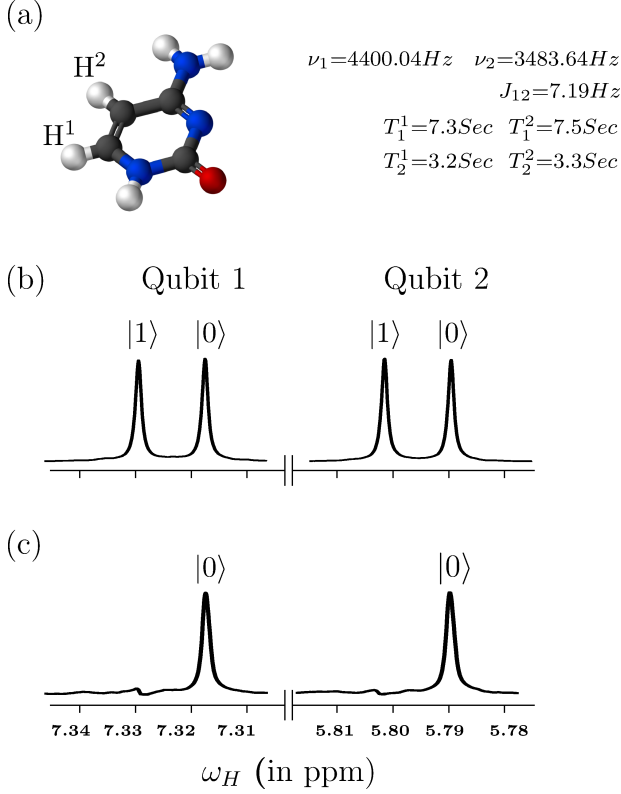 (a)
H²
H¹
ν₁=4400.04Hz ν₂=3483.64Hz
J₁₂=7.19Hz
T₁¹=7.3Sec T₁²=7.5Sec
T₂¹=3.2Sec T₂²=3.3Sec
(b)
Qubit 1 Qubit 2
|1⟩ |0⟩ |1⟩ |0⟩
(c)
|0⟩ |0⟩
7.34 7.33 7.32 7.31 5.81 5.80 5.79 5.78
ω_H (in ppm)